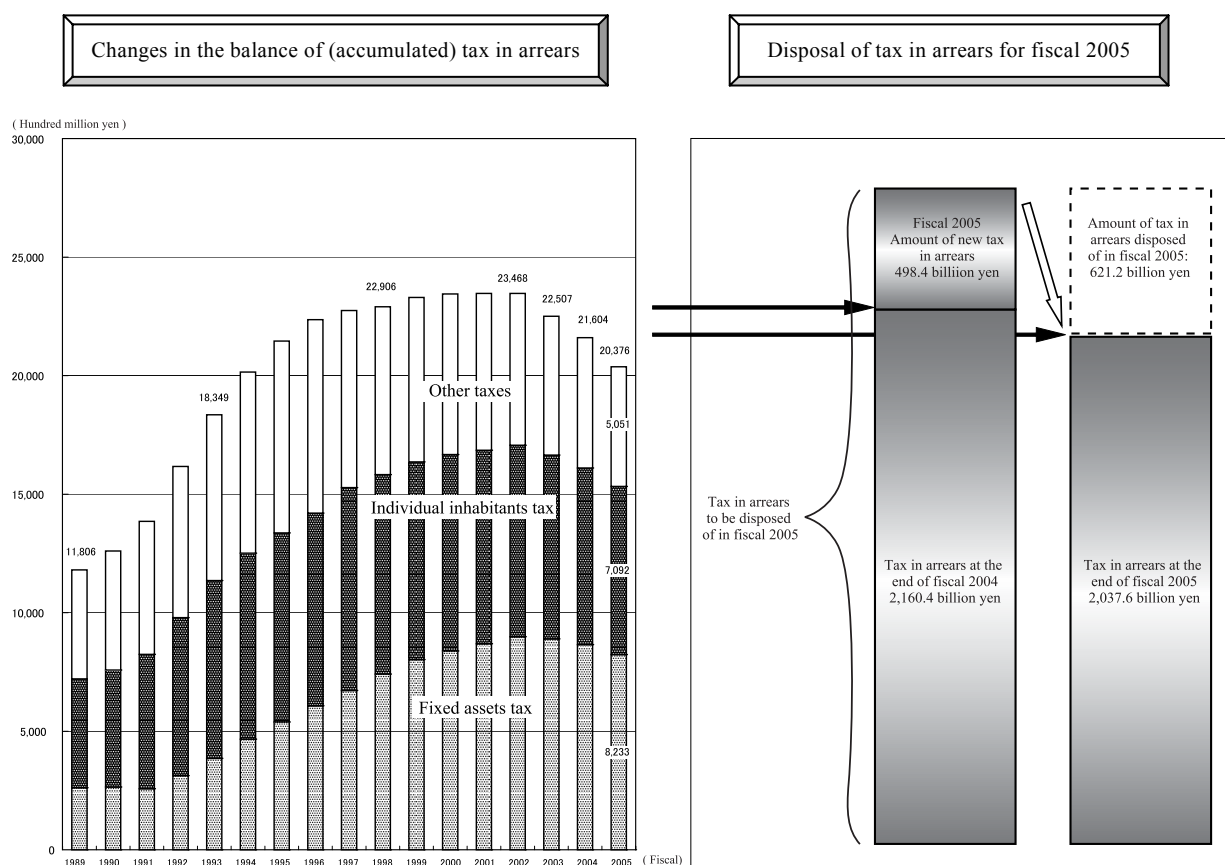 Changes in the balance of (accumulated) tax in arrears
Disposal of tax in arrears for fiscal 2005
( Hundred million yen )
30,000
25,000
20,000
15,000
10,000
5,000
0
11,806
18,349
22,906
23,468
22,507
21,604
20,376
Other taxes
5,051
Individual inhabitants tax
7,092
Fixed assets tax
8,233
1989 1990 1991 1992 1993 1994 1995 1996 1997 1998 1999 2000 2001 2002 2003 2004 2005 ( Fiscal)
Fiscal 2005
Amount of new tax
in arrears
498.4 billiion yen
Amount of tax in
arrears disposed
of in fiscal 2005:
621.2 billion yen
Tax in arrears
to be disposed
of in fiscal 2005
Tax in arrears at the
end of fiscal 2004
2,160.4 billion yen
Tax in arrears at the
end of fiscal 2005
2,037.6 billion yen